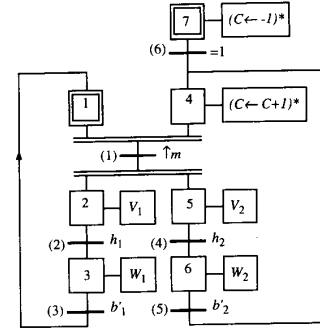 7 (C ← -1)*
(6) =1
1 4 (C ← C+1)*
(1) ↑m
2 V₁ 5 V₂
(2) h₁ (4) h₂
3 W₁ 6 W₂
(3) b'₁ (5) b'₂